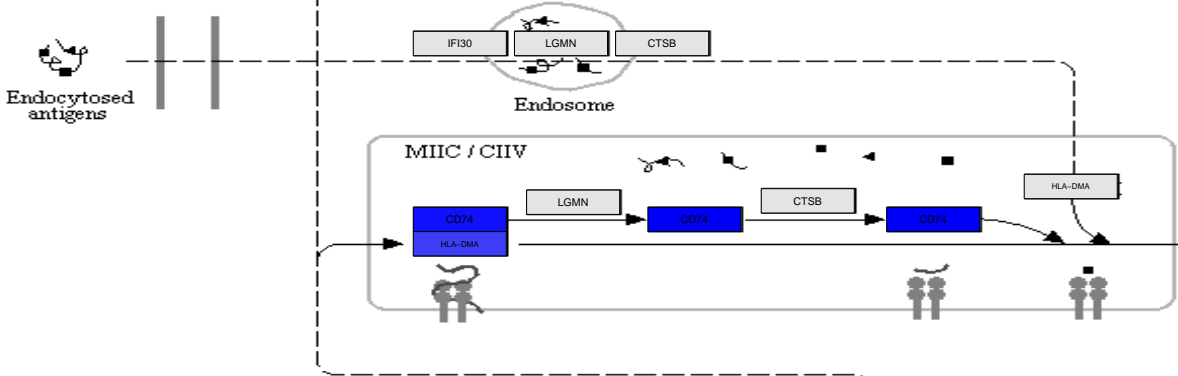 IFI30
LGMN
CTSB
Endocytosed
antigens
Endosome
MIIC / CIIV
HLA-DMA
LGMN
CTSB
CD74
CD74
CD74
HLA-DMA